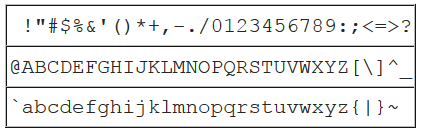 !"#$%&'()*+,-./0123456789:;<=>?
@ABCDEFGHIJKLMNOPQRSTUVWXYZ[\]^_
`abcdefghijklmnopqrstuvwxyz{|}~